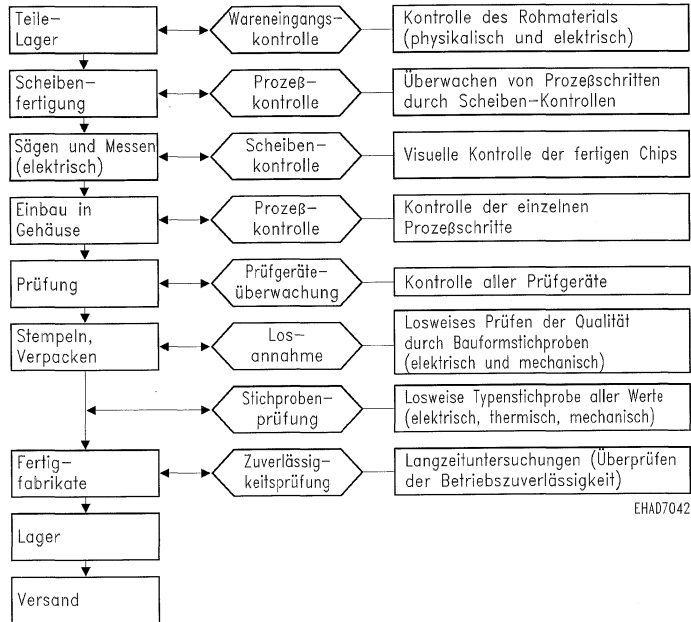 Teile-
Lager
Wareneingangs-
kontrolle
Kontrolle des Rohmaterials
(physikalisch und elektrisch)
Scheiben-
fertigung
Prozeß-
kontrolle
Überwachen von Prozeßschritten
durch Scheiben-Kontrollen
Sägen und Messen
(elektrisch)
Scheiben-
kontrolle
Visuelle Kontrolle der fertigen Chips
Einbau in
Gehäuse
Prozeß-
kontrolle
Kontrolle der einzelnen
Prozeßschritte
Prüfung
Prüfgeräte-
überwachung
Kontrolle aller Prüfgeräte
Stempeln,
Verpacken
Los-
annahme
Losweises Prüfen der Qualität
durch Bauformstichproben
(elektrisch und mechanisch)
Stichproben-
prüfung
Losweise Typenstichprobe aller Werte
(elektrisch, thermisch, mechanisch)
Fertig-
fabrikate
Zuverlässig-
keitsprüfung
Langzeituntersuchungen (Überprüfen
der Betriebszuverlässigkeit)
EHAD7042
Lager
Versand